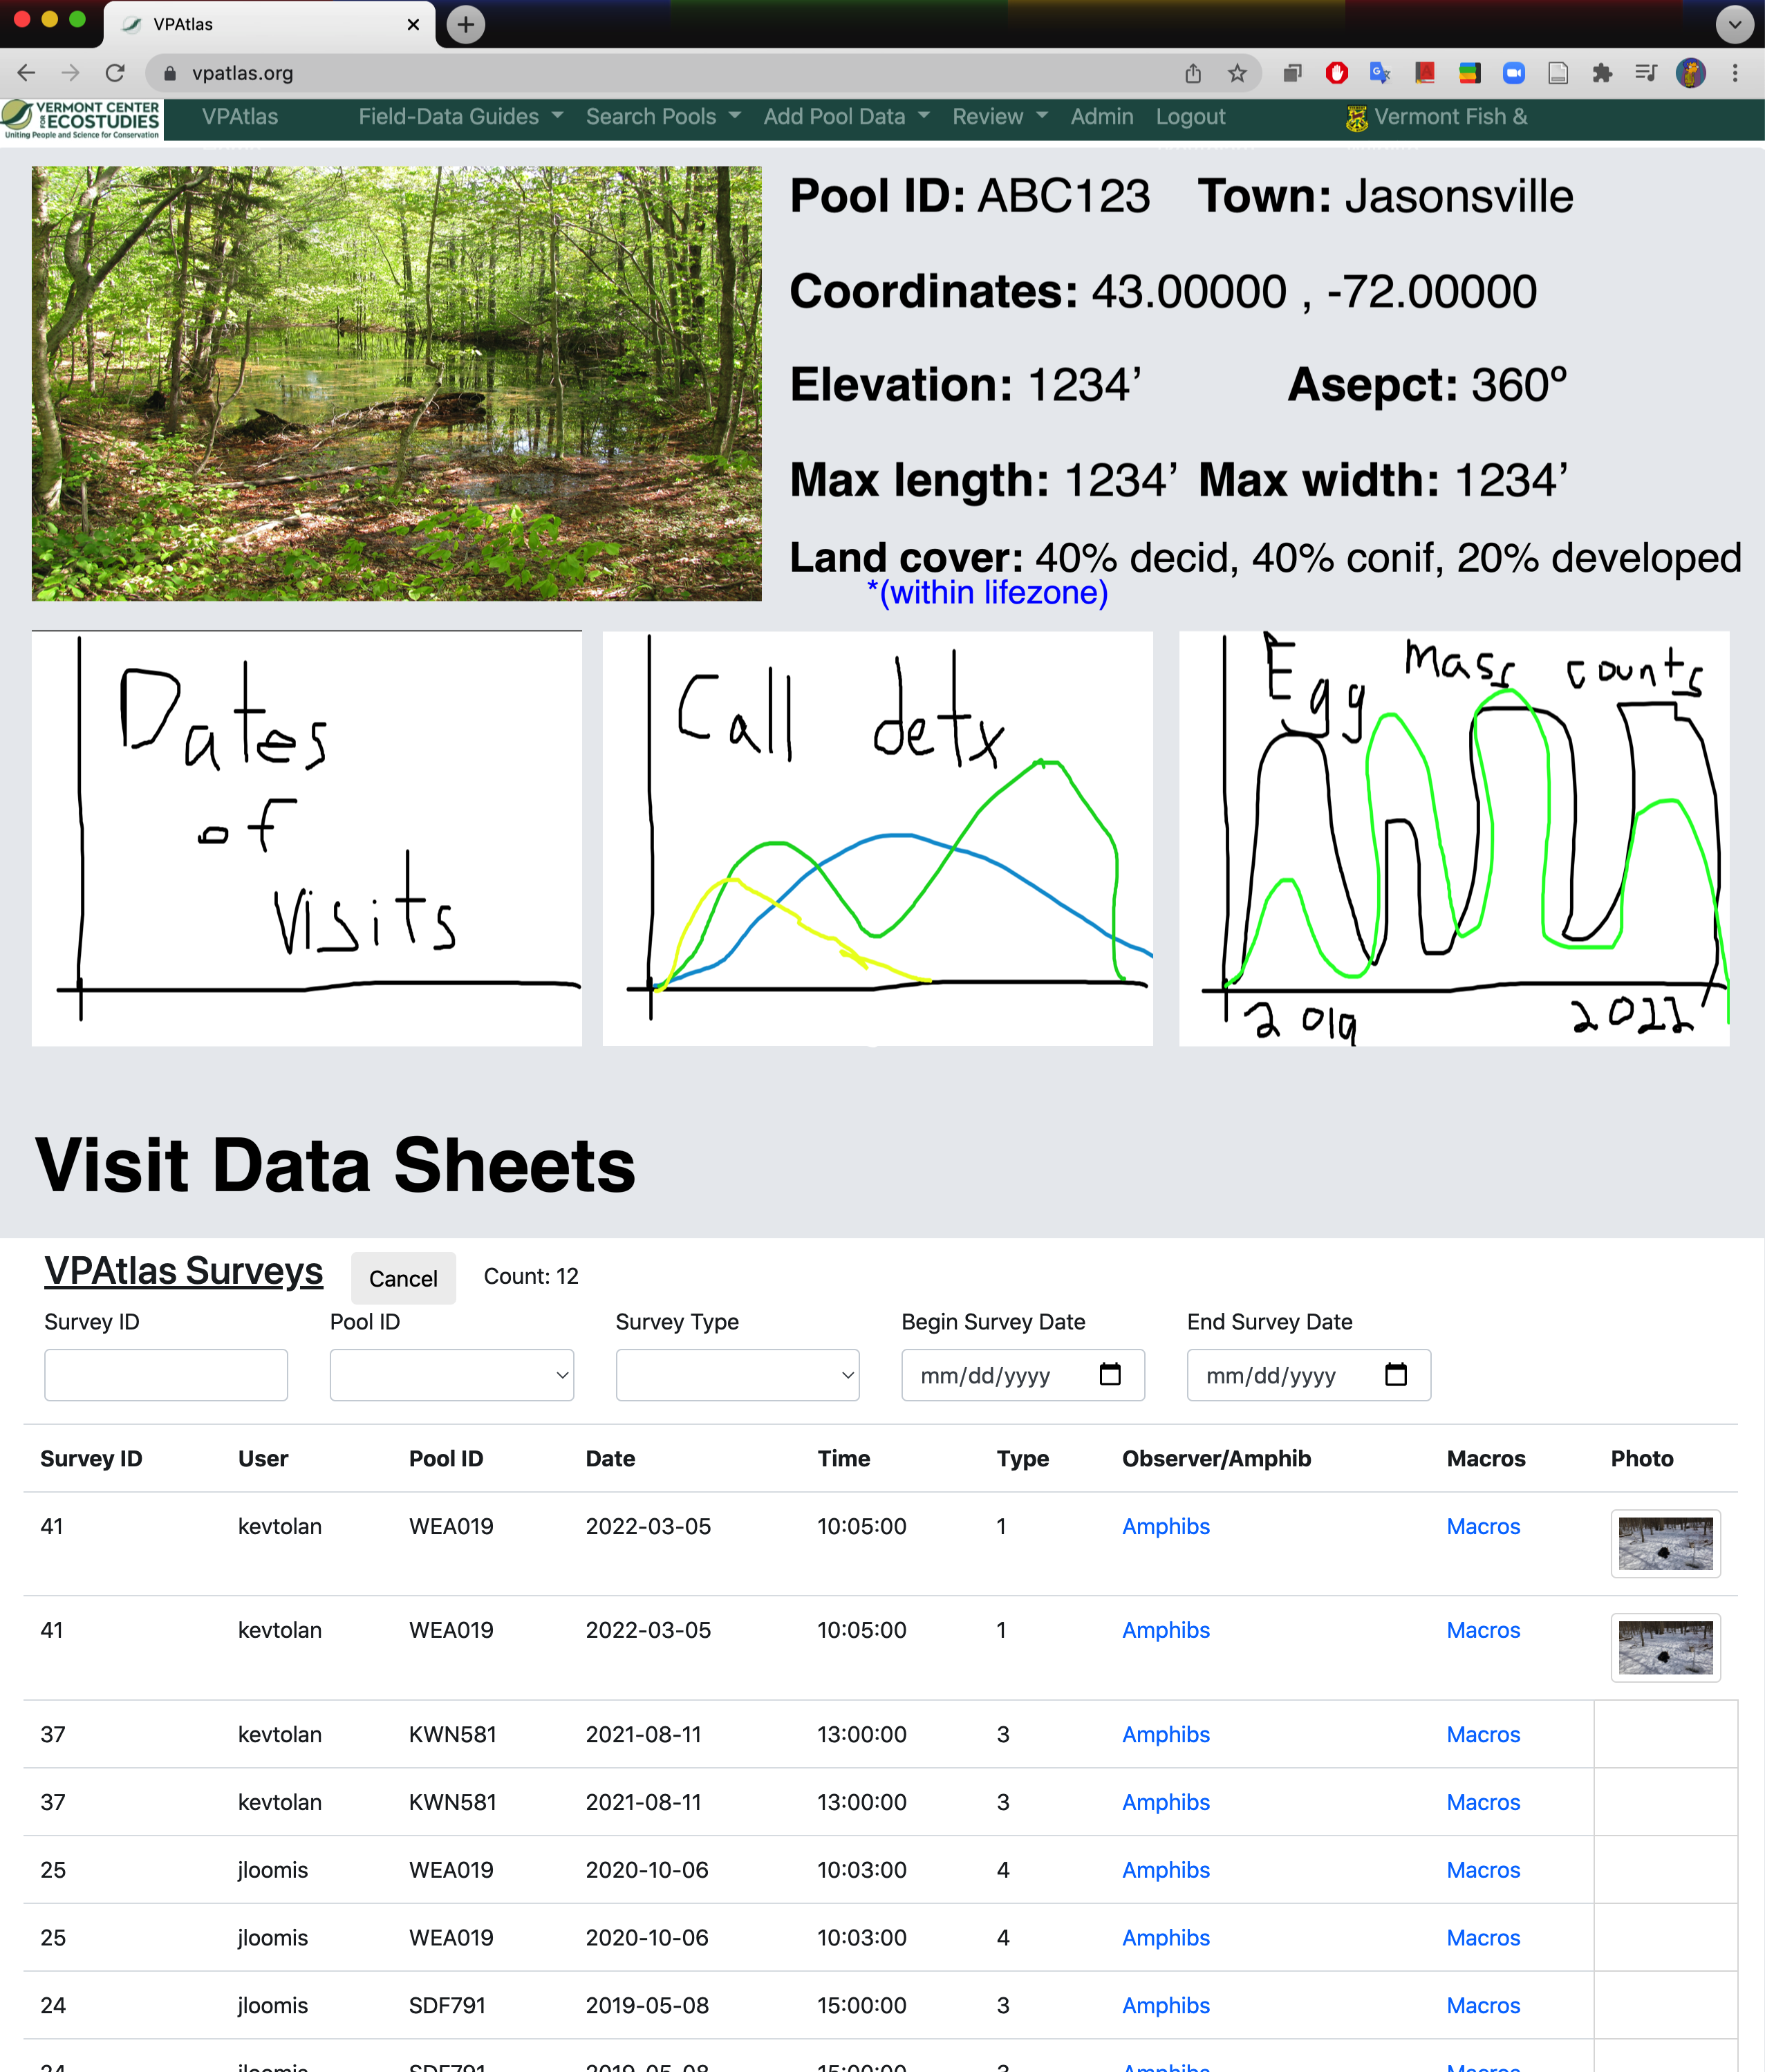 VPAtlas
vpatlas.org
VERMONT CENTER
FOR ECOSTUDIES
Uniting People and Science for Conservation
VPAtlas Field-Data Guides Search Pools Add Pool Data Review Admin Logout Vermont Fish &
Pool ID: ABC123 Town: Jasonsville
Coordinates: 43.00000 , -72.00000
Elevation: 1234’ Asepct: 360º
Max length: 1234’ Max width: 1234’
Land cover: 40% decid, 40% conif, 20% developed
*(within lifezone)
Dates
of
Visits
Call detx
Egg mass counts
2019 2022
Visit Data Sheets
VPAtlas Surveys Cancel Count: 12
Survey ID Pool ID Survey Type Begin Survey Date End Survey Date
mm/dd/yyyy mm/dd/yyyy
Survey ID User Pool ID Date Time Type Observer/Amphib Macros Photo
41 kevtolan WEA019 2022-03-05 10:05:00 1 Amphibs Macros
41 kevtolan WEA019 2022-03-05 10:05:00 1 Amphibs Macros
37 kevtolan KWN581 2021-08-11 13:00:00 3 Amphibs Macros
37 kevtolan KWN581 2021-08-11 13:00:00 3 Amphibs Macros
25 jloomis WEA019 2020-10-06 10:03:00 4 Amphibs Macros
25 jloomis WEA019 2020-10-06 10:03:00 4 Amphibs Macros
24 jloomis SDF791 2019-05-08 15:00:00 3 Amphibs Macros
24 jloomis SDF791 2019-05-08 15:00:00 3 Amphibs Macros